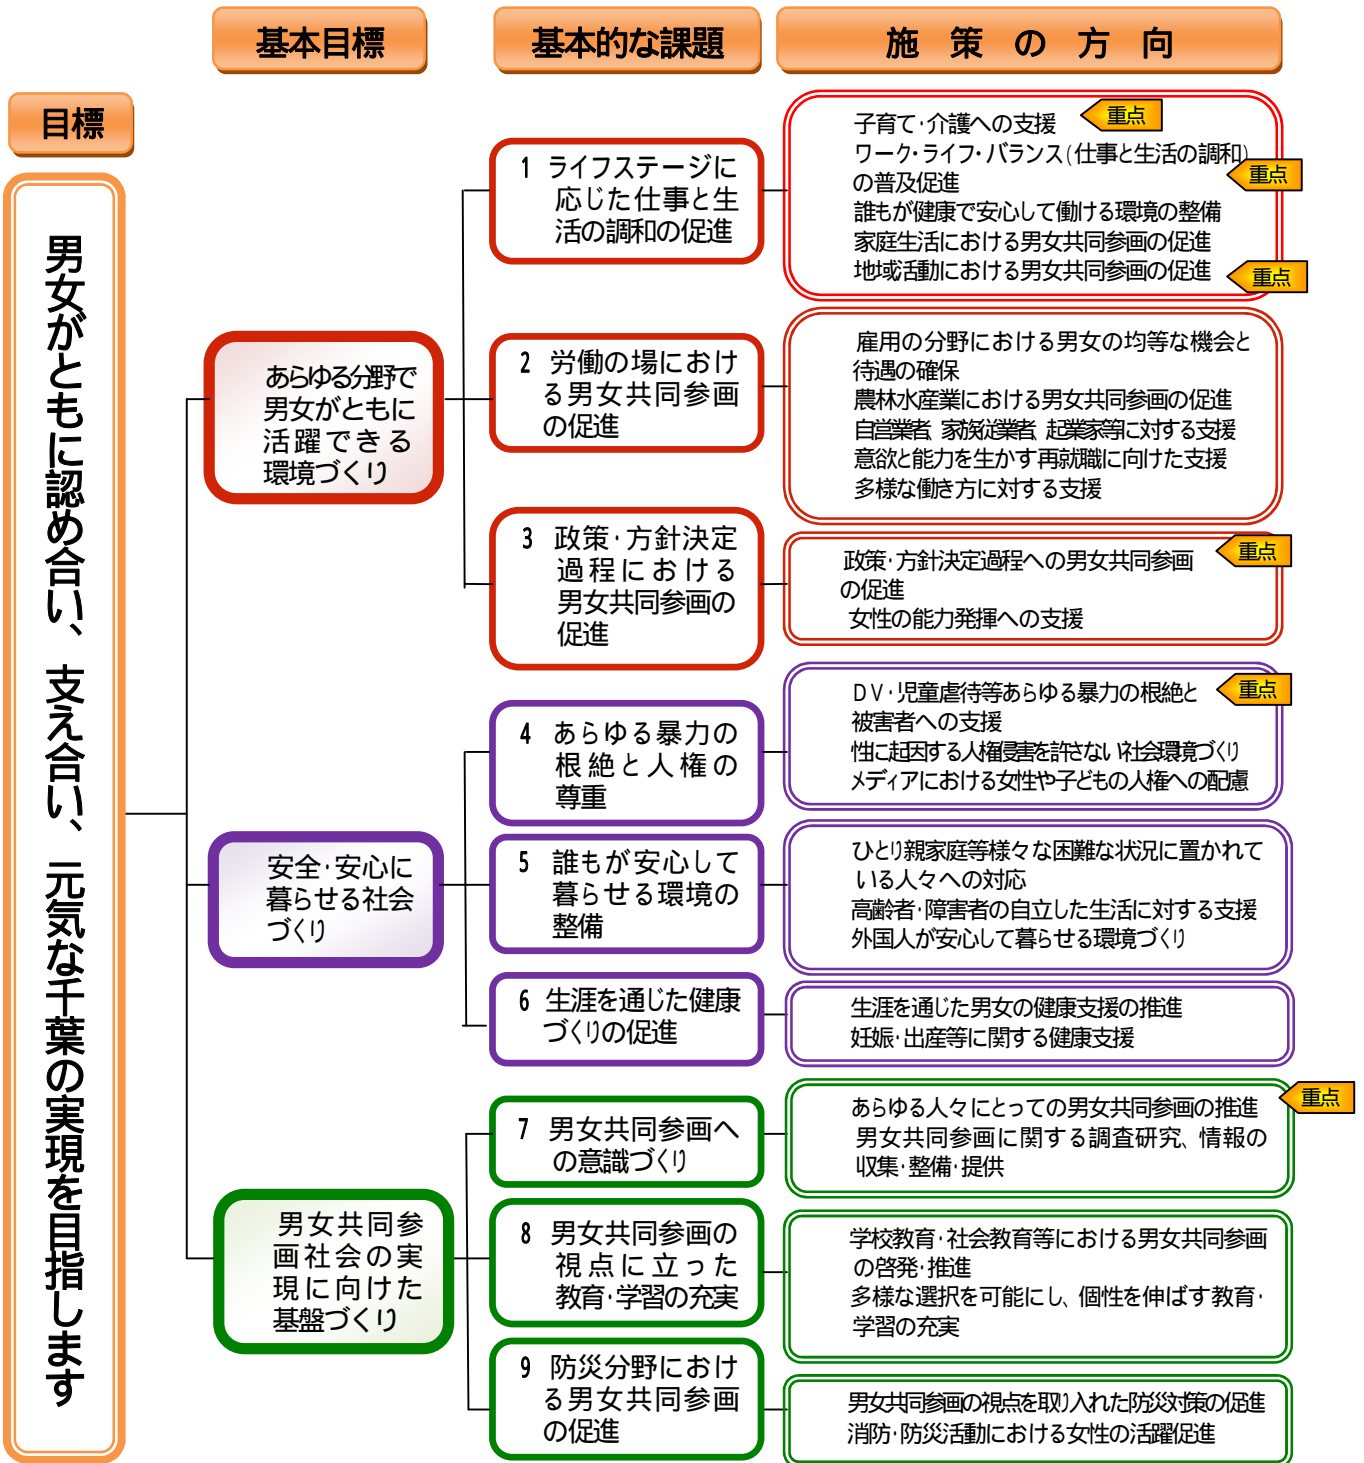 基本目標
基本的な課題
施策の方向
目標
男女がともに認め合い、支え合い、元気な千葉の実現を目指します
あらゆる分野で
男女がともに
活躍できる
環境づくり
1 ライフステージに
応じた仕事と生
活の調和の促進
子育て・介護への支援
重点
ワーク・ライフ・バランス(仕事と生活の調和)
の普及促進
重点
誰もが健康で安心して働ける環境の整備
家庭生活における男女共同参画の促進
地域活動における男女共同参画の促進
重点
2 労働の場におけ
る男女共同参画
の促進
雇用の分野における男女の均等な機会と
待遇の確保
農林水産業における男女共同参画の促進
自営業者、家族従業者、起業家等に対する支援
意欲と能力を生かす再就職に向けた支援
多様な働き方に対する支援
3 政策・方針決定
過程における
男女共同参画の
促進
政策・方針決定過程への男女共同参画
の促進
重点
女性の能力発揮への支援
安全・安心に
暮らせる社会
づくり
4 あらゆる暴力の
根絶と人権の
尊重
DV・児童虐待等あらゆる暴力の根絶と
被害者への支援
重点
性に起因する人権侵害を許さない社会環境づくり
メディアにおける女性や子どもの人権への配慮
5 誰もが安心して
暮らせる環境の
整備
ひとり親家庭等様々な困難な状況に置かれて
いる人々への対応
高齢者・障害者の自立した生活に対する支援
外国人が安心して暮らせる環境づくり
6 生涯を通じた健康
づくりの促進
生涯を通じた男女の健康支援の推進
妊娠・出産等に関する健康支援
男女共同参
画社会の実
現に向けた
基盤づくり
7 男女共同参画へ
の意識づくり
あらゆる人々にとっての男女共同参画の推進
重点
男女共同参画に関する調査研究、情報の
収集・整備・提供
8 男女共同参画の
視点に立った
教育・学習の充実
学校教育・社会教育等における男女共同参画
の啓発・推進
多様な選択を可能にし、個性を伸ばす教育・
学習の充実
9 防災分野におけ
る男女共同参画
の促進
男女共同参画の視点を取り入れた防災対策の促進
消防・防災活動における女性の活躍促進